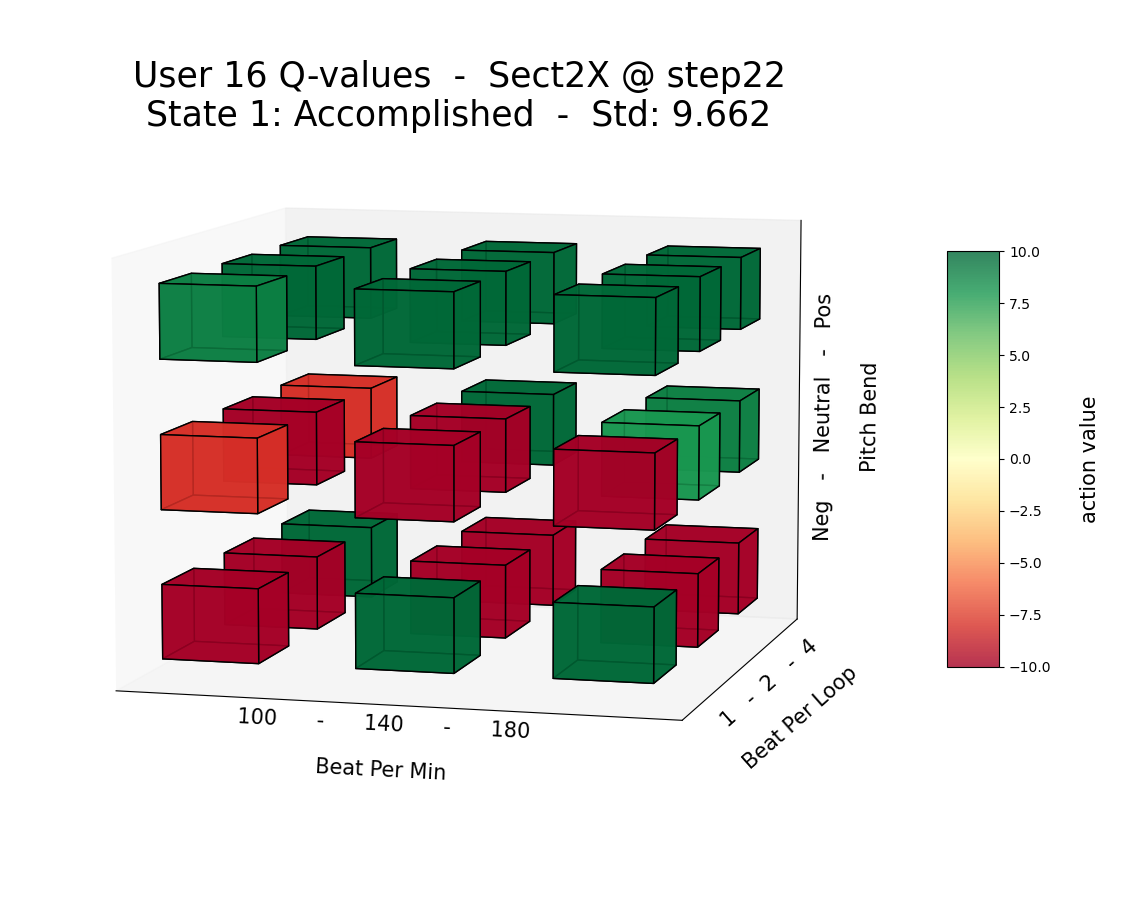 User 16 Q-values  -  Sect2X @ step22
State 1: Accomplished  -  Std: 9.662
Neg  -  Neutral  -  Pos
Pitch Bend
1  -  2  -  4
Beat Per Loop
100  -  140  -  180
Beat Per Min
10.0
7.5
5.0
2.5
0.0
−2.5
−5.0
−7.5
−10.0
action value